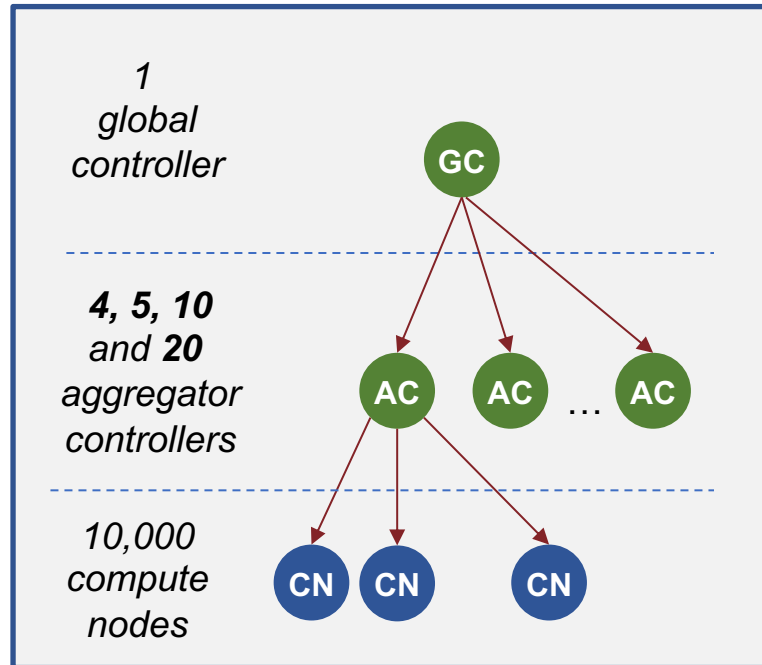 1
global
controller
GC
4, 5, 10
and 20
aggregator
controllers
AC AC ... AC
10,000
compute
nodes
CN CN CN